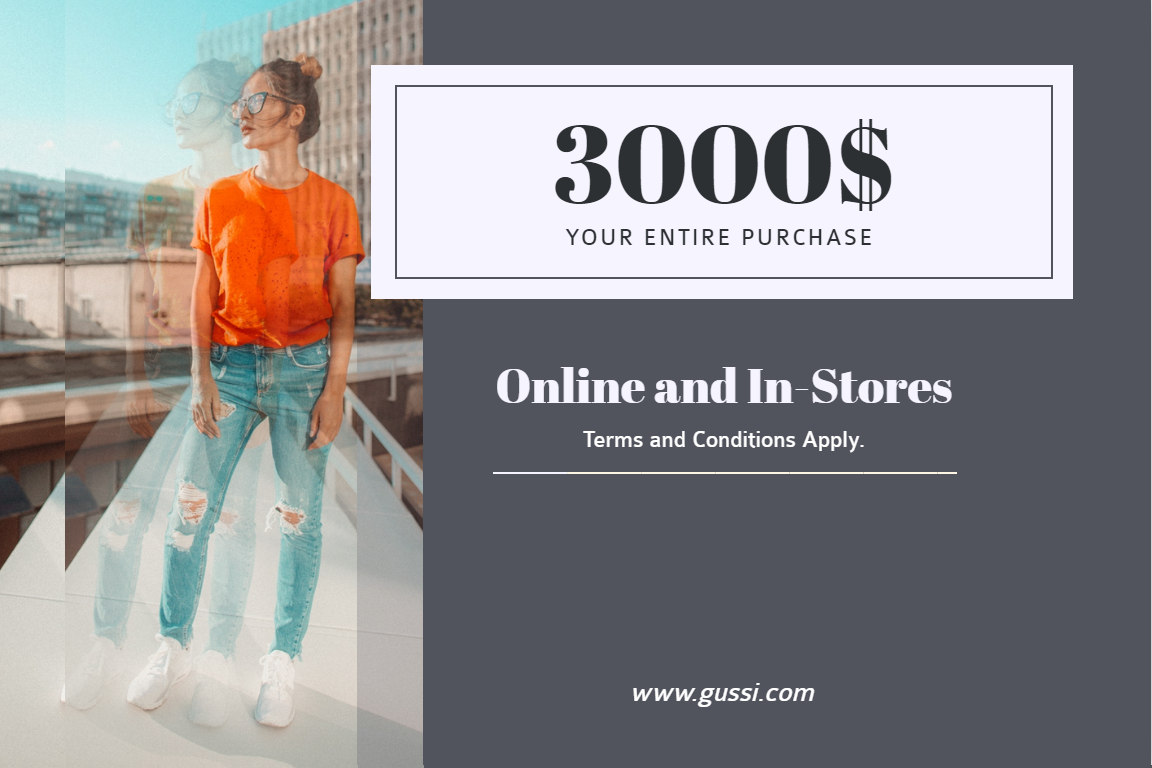 3000$
YOUR ENTIRE PURCHASE
Online and In-Stores
Terms and Conditions Apply.
www.gussi.com